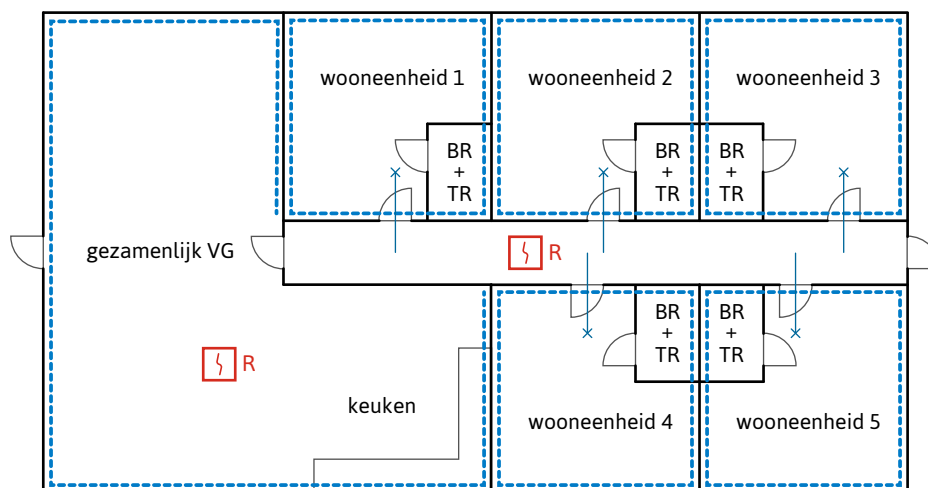 wooneenheid 1
wooneenheid 2
wooneenheid 3
BR
+
TR
BR
+
TR
BR
+
TR
gezamenlijk VG
R
BR
+
TR
BR
+
TR
R
keuken
wooneenheid 4
wooneenheid 5